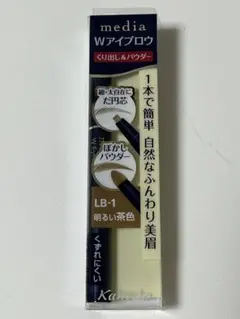 media
Wアイブロウ
くり出し&パウダー
1本で簡単 自然なふんわり美眉
細・太自在に
だ円芯
ぼかし
パウダー
LB-1
明るい茶色
くずれにくい